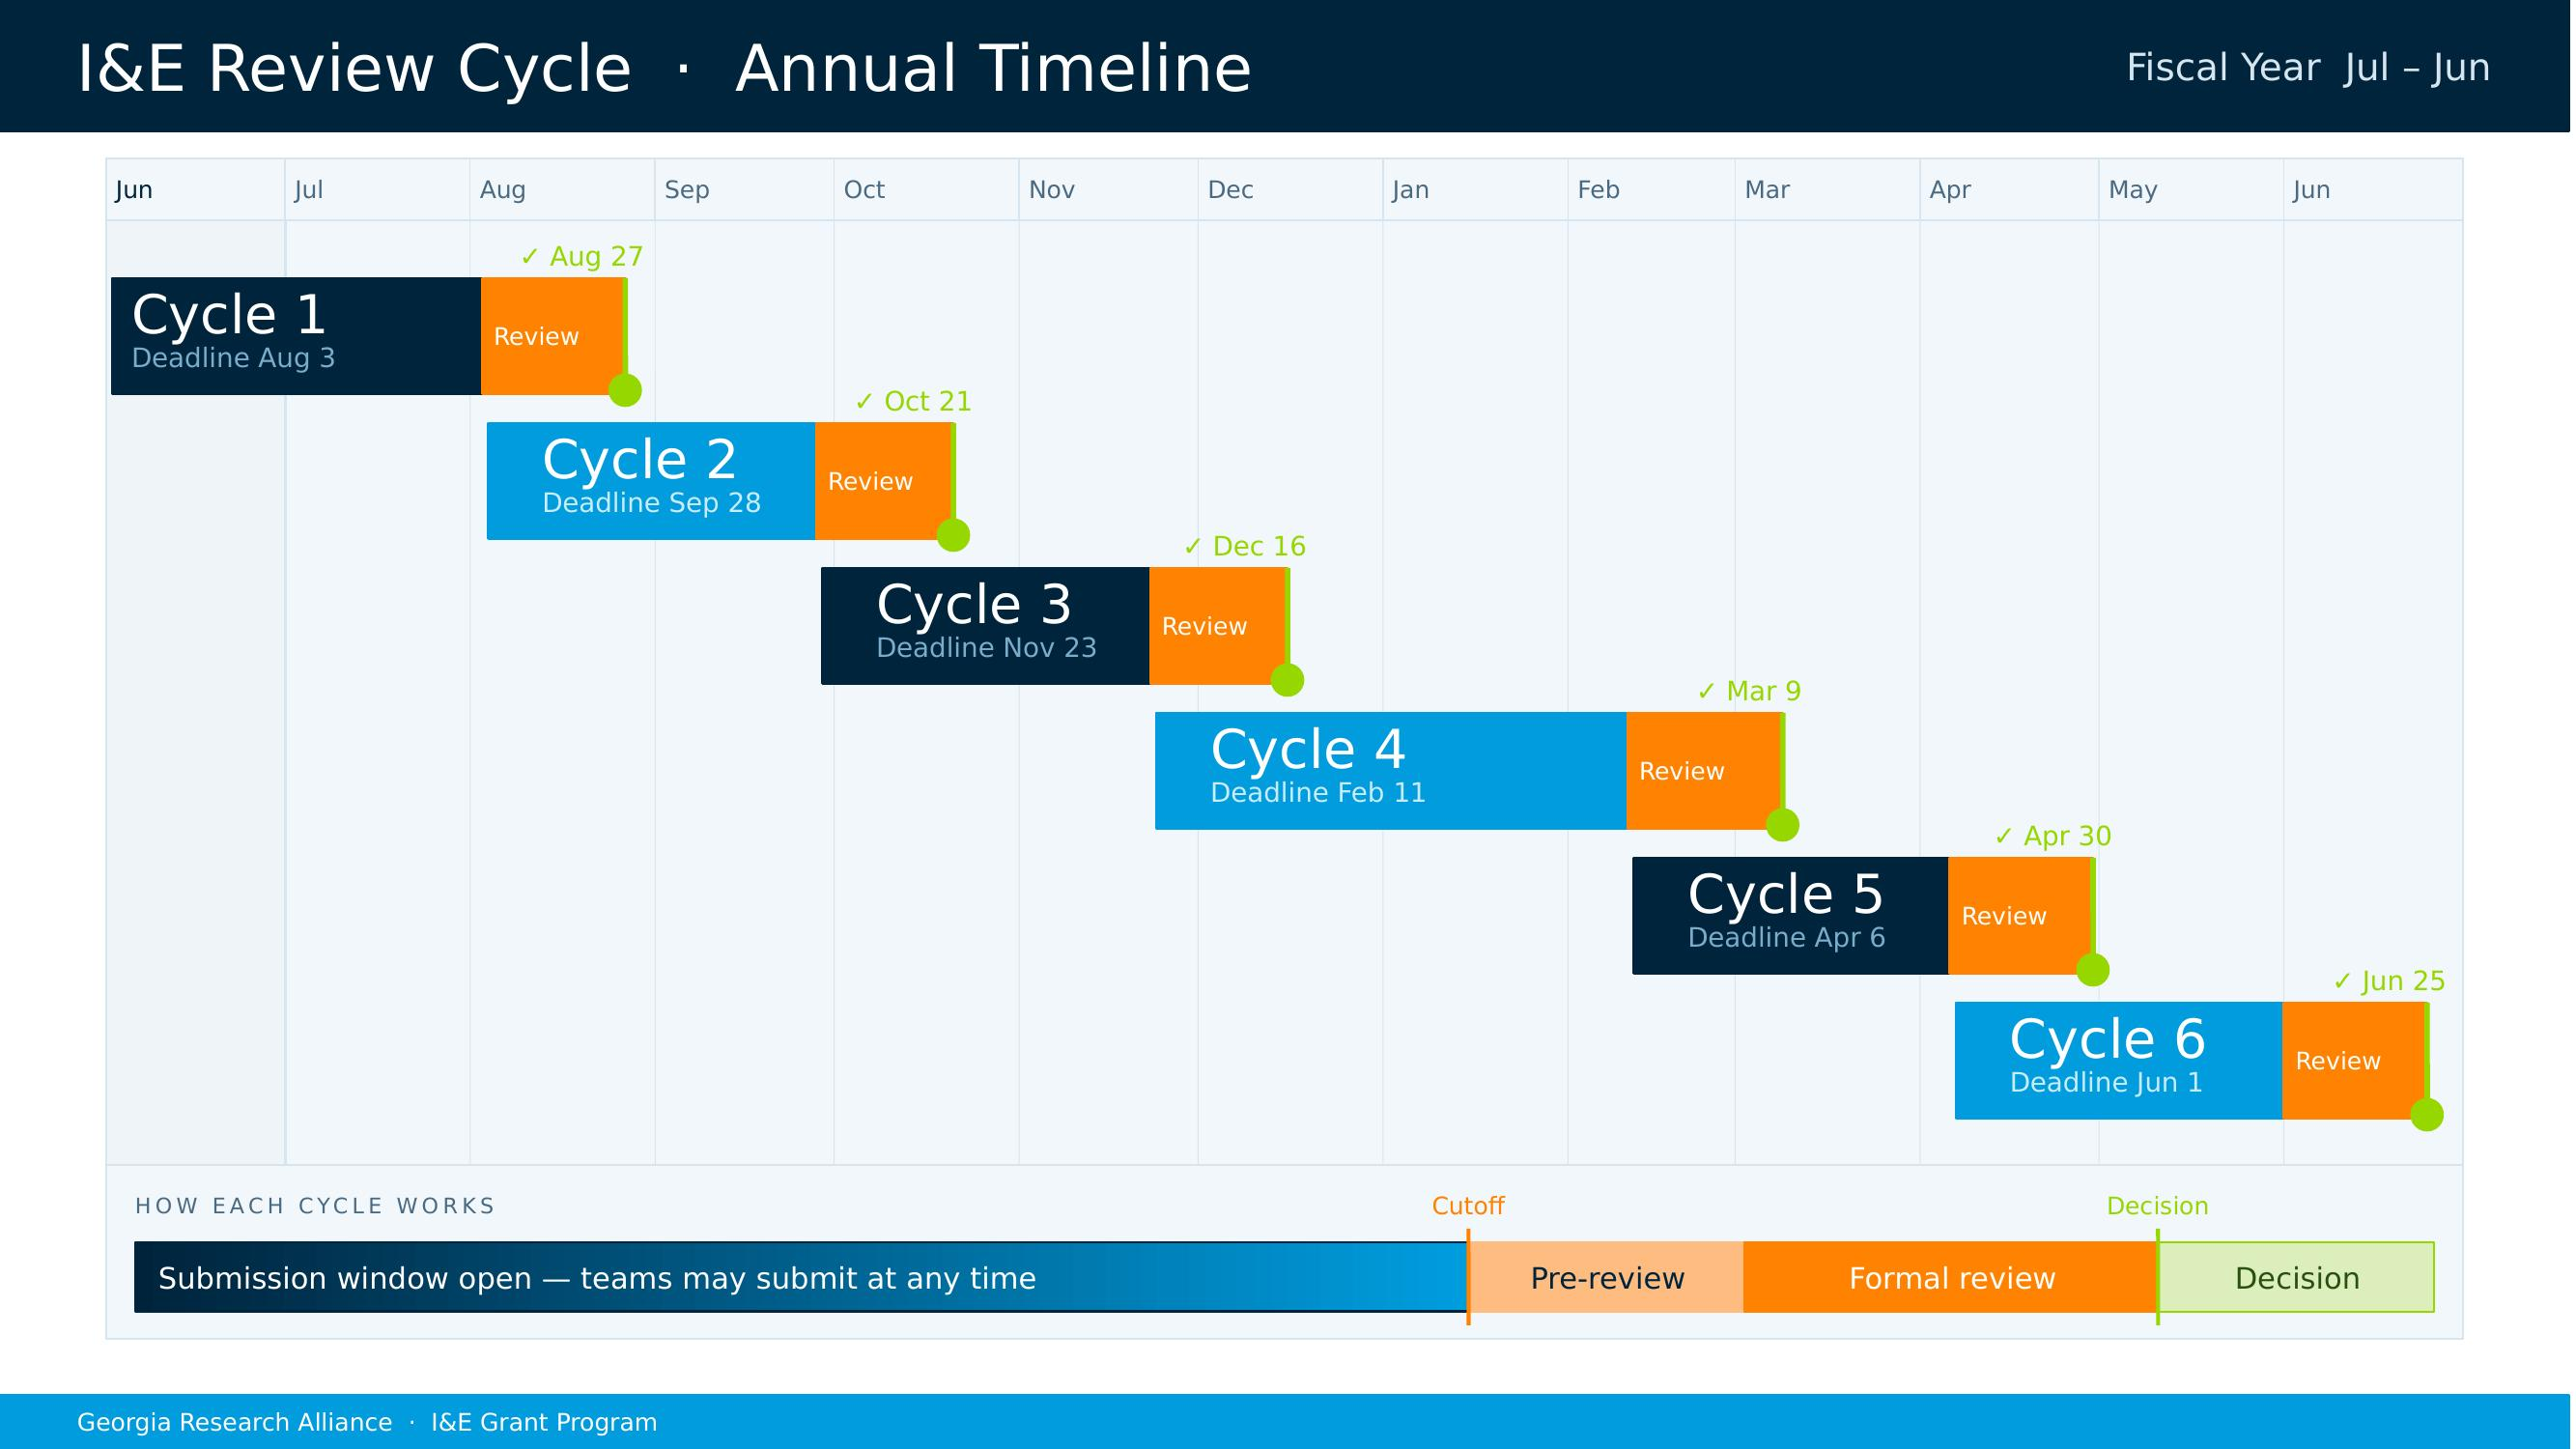 I&E Review Cycle · Annual Timeline
Fiscal Year Jul – Jun
Jun Jul Aug Sep Oct Nov Dec Jan Feb Mar Apr May Jun
✓ Aug 27
Cycle 1
Deadline Aug 3
Review
✓ Oct 21
Cycle 2
Deadline Sep 28
Review
✓ Dec 16
Cycle 3
Deadline Nov 23
Review
✓ Mar 9
Cycle 4
Deadline Feb 11
Review
✓ Apr 30
Cycle 5
Deadline Apr 6
Review
✓ Jun 25
Cycle 6
Deadline Jun 1
Review
HOW EACH CYCLE WORKS
Cutoff
Decision
Submission window open — teams may submit at any time
Pre-review
Formal review
Decision
Georgia Research Alliance · I&E Grant Program